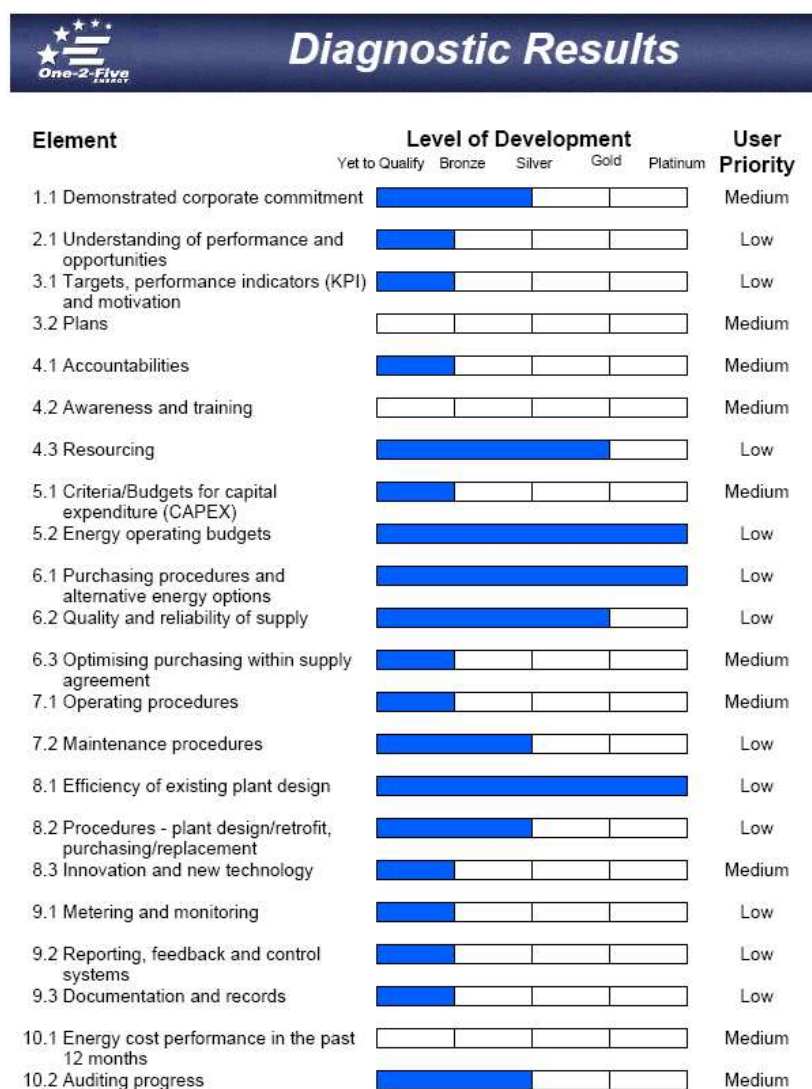 One-2-Five
ENERGY
Diagnostic Results
Element
Level of Development
User
Priority
Yet to Qualify Bronze Silver Gold Platinum
1.1 Demonstrated corporate commitment Medium
2.1 Understanding of performance and Low
opportunities
3.1 Targets, performance indicators (KPI) Low
and motivation
3.2 Plans Medium
4.1 Accountabilities Medium
4.2 Awareness and training Medium
4.3 Resourcing Low
5.1 Criteria/Budgets for capital Medium
expenditure (CAPEX)
5.2 Energy operating budgets Low
6.1 Purchasing procedures and Low
alternative energy options
6.2 Quality and reliability of supply Low
6.3 Optimising purchasing within supply Medium
agreement
7.1 Operating procedures Medium
7.2 Maintenance procedures Low
8.1 Efficiency of existing plant design Low
8.2 Procedures - plant design/retrofit, Low
purchasing/replacement
8.3 Innovation and new technology Medium
9.1 Metering and monitoring Low
9.2 Reporting, feedback and control Low
systems
9.3 Documentation and records Low
10.1 Energy cost performance in the past Medium
12 months
10.2 Auditing progress Medium